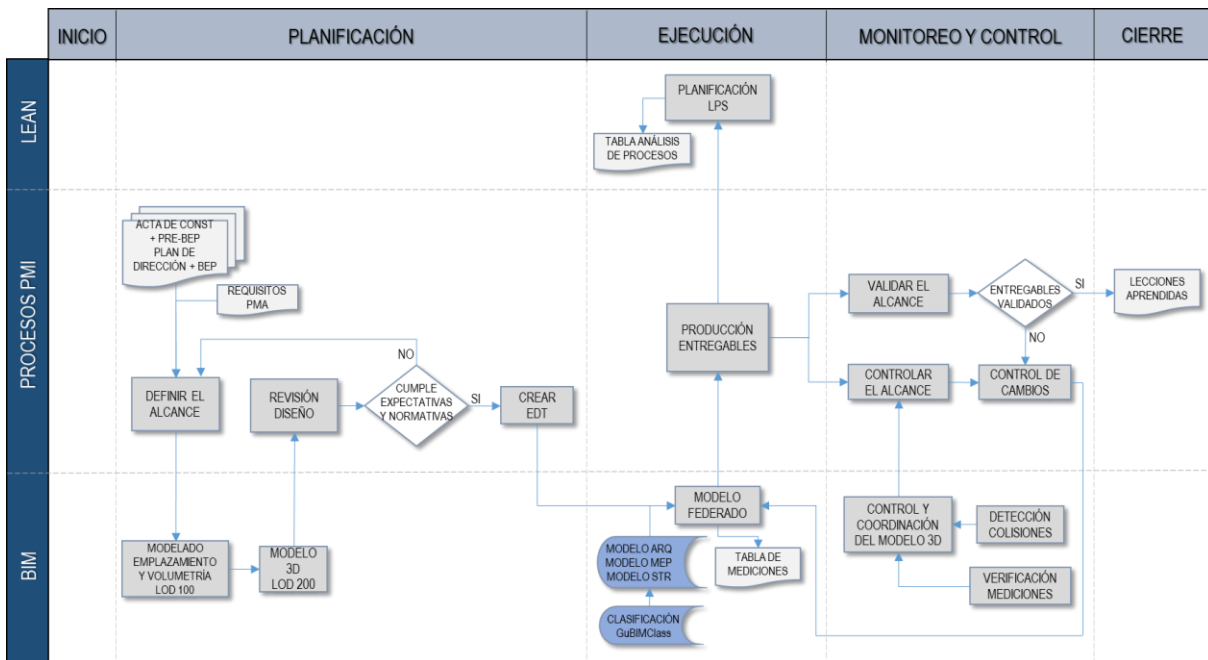 INICIO
PLANIFICACIÓN
EJECUCIÓN
MONITOREO Y CONTROL
CIERRE
LEAN
PLANIFICACIÓN
LPS
TABLA ANÁLISIS
DE PROCESOS
PROCESOS PMI
ACTA DE CONST
+ PRE-BEP
PLAN DE
DIRECCIÓN + BEP
REQUISITOS
PMA
DEFINIR EL
ALCANCE
REVISIÓN
DISEÑO
NO
CUMPLE
EXPECTATIVAS
Y NORMATIVAS
SI
CREAR
EDT
PRODUCCIÓN
ENTREGABLES
VALIDAR EL
ALCANCE
ENTREGABLES
VALIDADOS
SI
LECCIONES
APRENDIDAS
NO
CONTROLAR
EL ALCANCE
CONTROL DE
CAMBIOS
BIM
MODELADO
EMPLAZAMIENTO
Y VOLUMETRÍA
LOD 100
MODELO
3D
LOD 200
MODELO
FEDERADO
MODELO ARQ
MODELO MEP
MODELO STR
TABLA DE
MEDICIONES
CLASIFICACIÓN
GuBIMClass
CONTROL Y
COORDINACIÓN
DEL MODELO 3D
DETECCIÓN
COLISIONES
VERIFICACIÓN
MEDICIONES